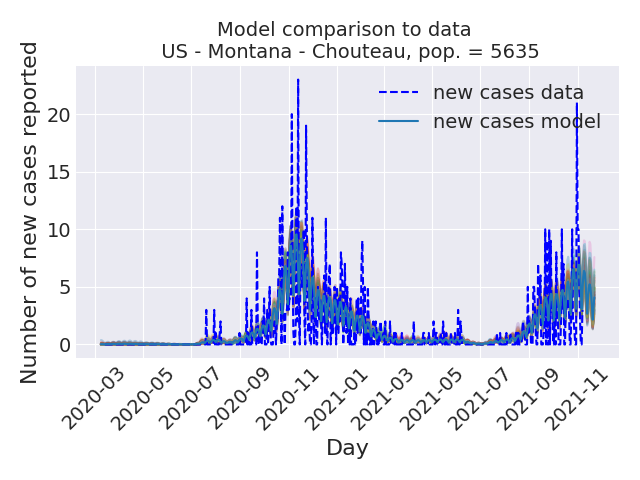 Model comparison to data
US - Montana - Chouteau, pop. = 5635
Number of new cases reported
20
15
10
5
0
new cases data
new cases model
2020-03
2020-05
2020-07
2020-09
2020-11
2021-01
2021-03
2021-05
2021-07
2021-09
2021-11
Day